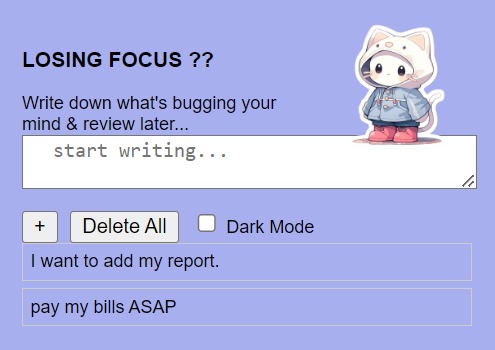 LOSING FOCUS ??
Write down what's bugging your
mind & review later...
start writing...
+ Delete All Dark Mode
I want to add my report.
pay my bills ASAP